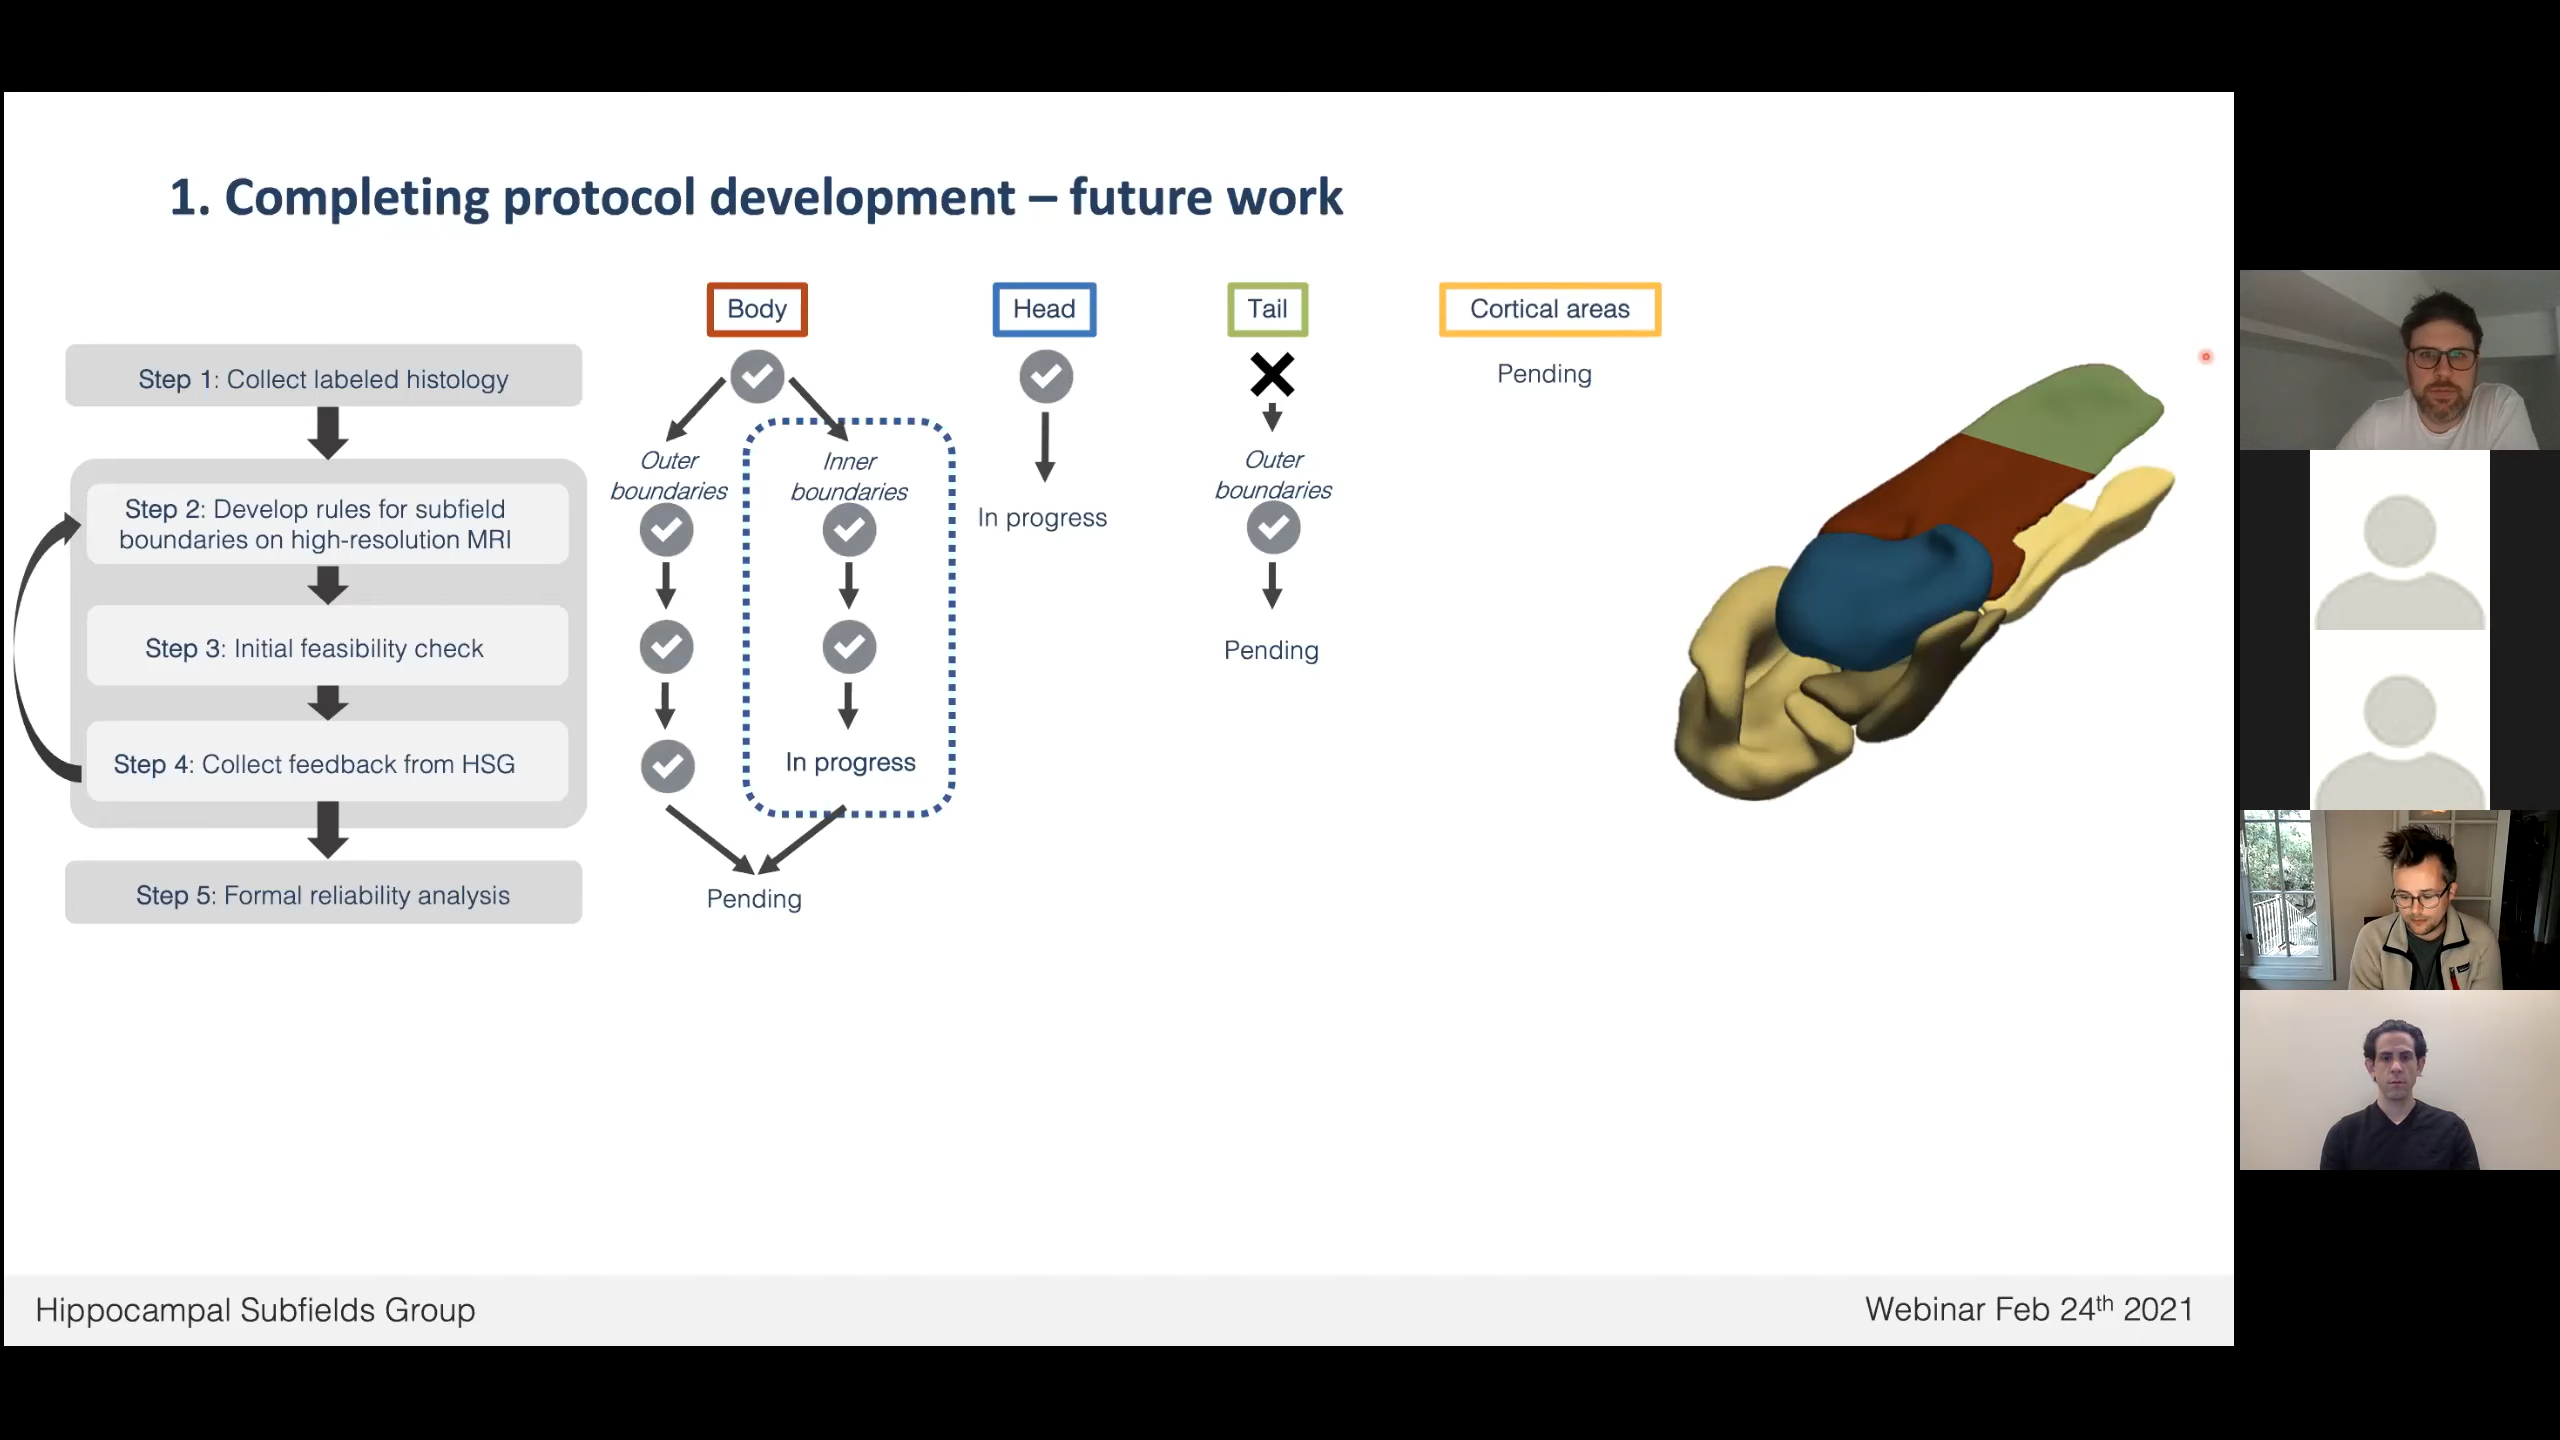 1. Completing protocol development – future work
Body
Head
Tail
Cortical areas
Step 1: Collect labeled histology
Pending
Outer
boundaries
Inner
boundaries
Outer
boundaries
Step 2: Develop rules for subfield
boundaries on high-resolution MRI
In progress
Step 3: Initial feasibility check
Pending
Step 4: Collect feedback from HSG
In progress
Step 5: Formal reliability analysis
Pending
Hippocampal Subfields Group
Webinar Feb 24th 2021